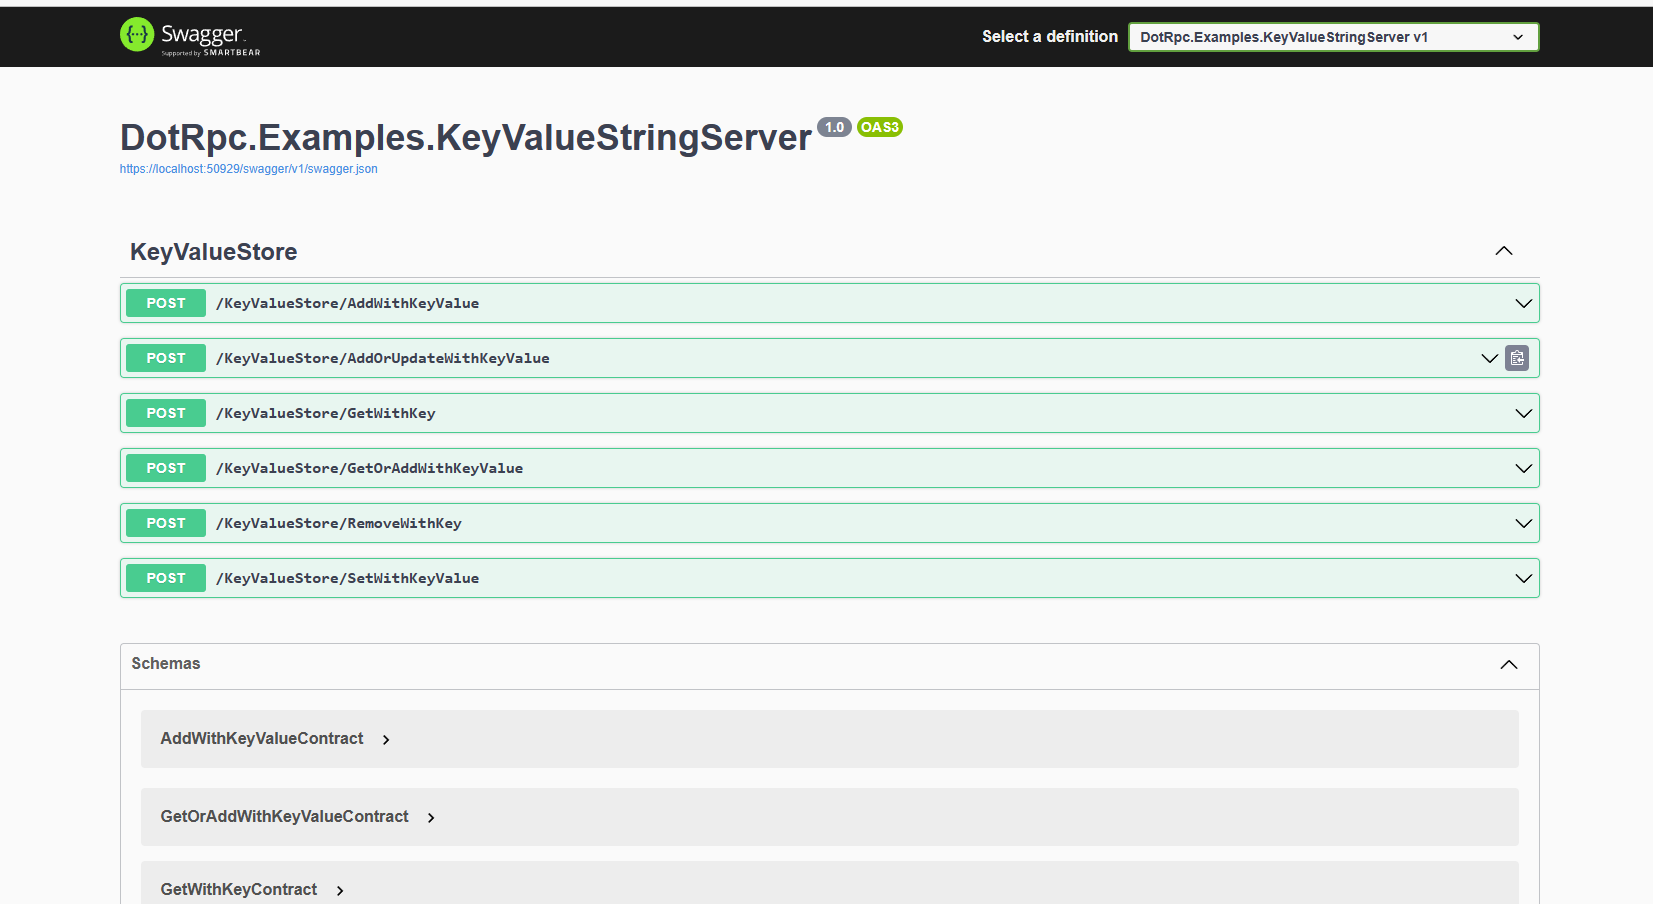 Swagger
Supported by SMARTBEAR
Select a definition
DotRpc.Examples.KeyValueStringServer v1
DotRpc.Examples.KeyValueStringServer 1.0 OAS3
https://localhost:50929/swagger/v1/swagger.json
KeyValueStore
POST /KeyValueStore/AddWithKeyValue
POST /KeyValueStore/AddOrUpdateWithKeyValue
POST /KeyValueStore/GetWithKey
POST /KeyValueStore/GetOrAddWithKeyValue
POST /KeyValueStore/RemoveWithKey
POST /KeyValueStore/SetWithKeyValue
Schemas
AddWithKeyValueContract
GetOrAddWithKeyValueContract
GetWithKeyContract